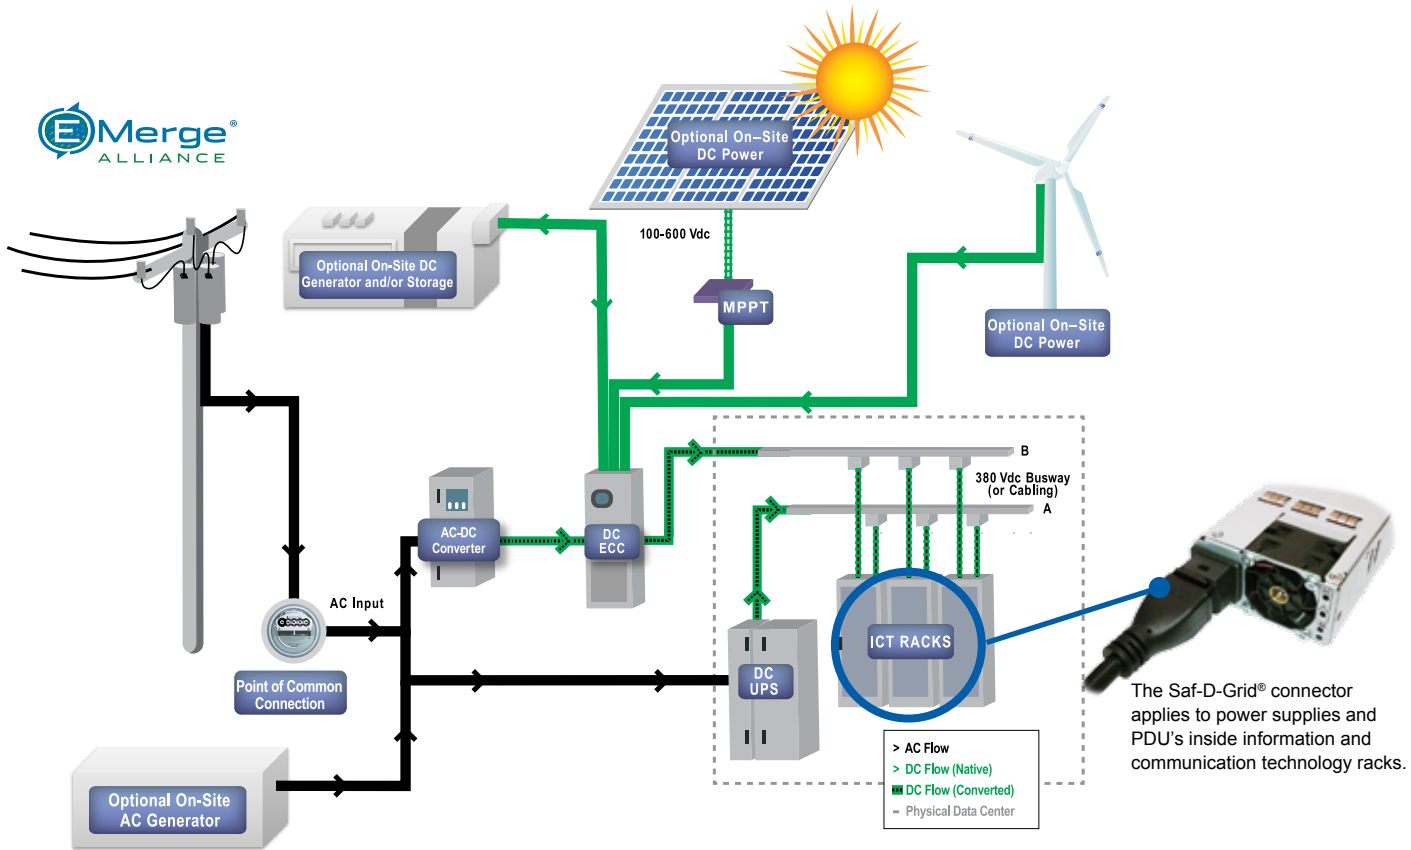 EMerge®
ALLIANCE
Optional On–Site
DC Power
100-600 Vdc
MPPT
Optional On-Site DC
Generator and/or Storage
Optional On–Site
DC Power
B
380 Vdc Busway
(or Cabling)
A
AC-DC
Converter
DC
ECC
AC Input
Point of Common
Connection
DC
UPS
ICT RACKS
Optional On-Site
AC Generator
> AC Flow
> DC Flow (Native)
DC Flow (Converted)
Physical Data Center
The Saf-D-Grid® connector
applies to power supplies and
PDU's inside information and
communication technology racks.